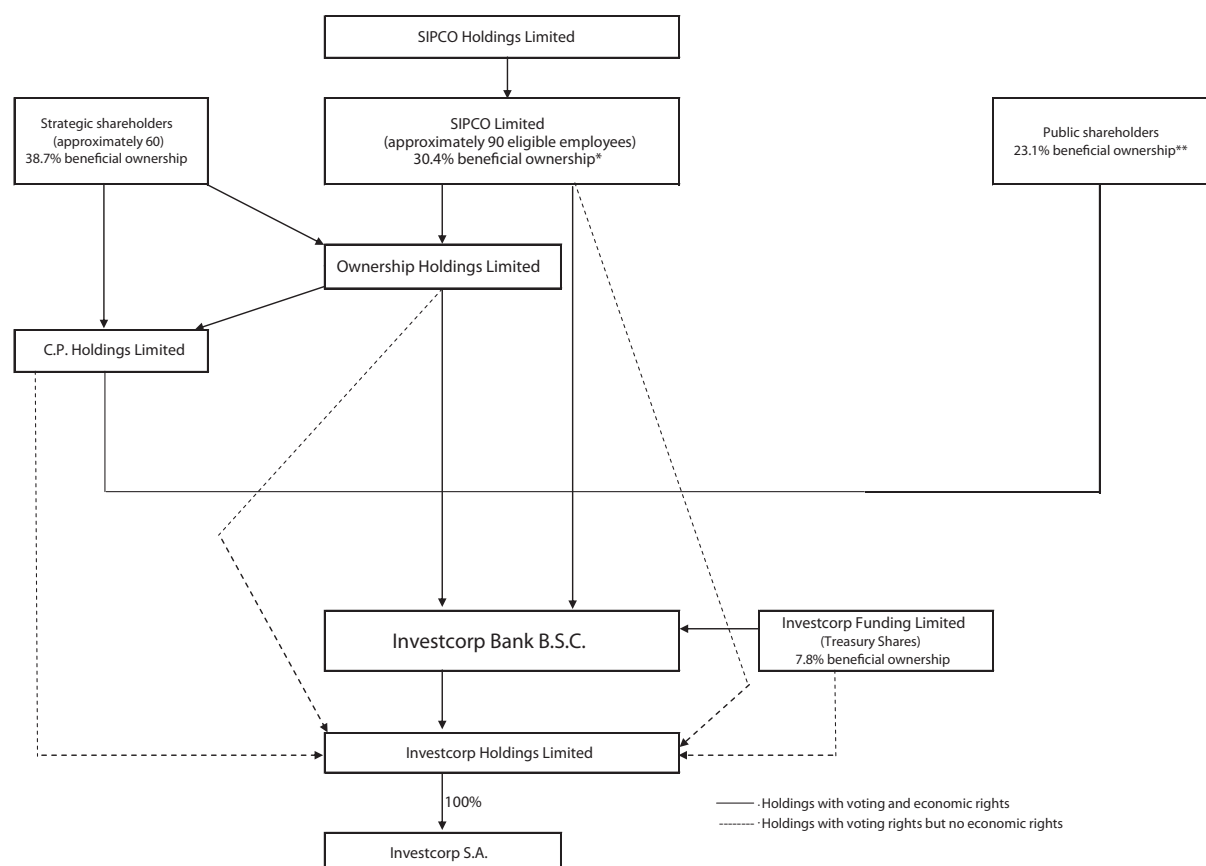 SIPCO Holdings Limited
Strategic shareholders
(approximately 60)
38.7% beneficial ownership
SIPCO Limited
(approximately 90 eligible employees)
30.4% beneficial ownership*
Public shareholders
23.1% beneficial ownership**
Ownership Holdings Limited
C.P. Holdings Limited
Investcorp Bank B.S.C.
Investcorp Funding Limited
(Treasury Shares)
7.8% beneficial ownership
Investcorp Holdings Limited
100%
Holdings with voting and economic rights
Holdings with voting rights but no economic rights
Investcorp S.A.